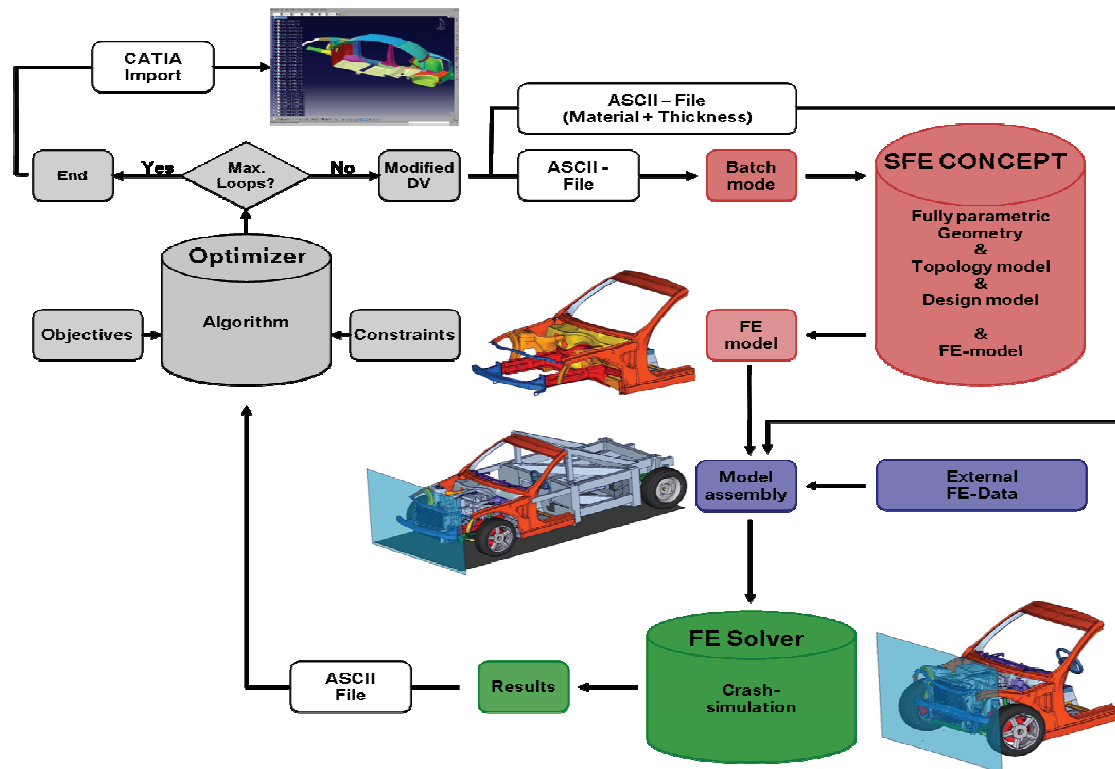 CATIA
Import
ASCII – File
(Material + Thickness)
End
Yes
Max.
Loops?
No
Modified
DV
ASCII -
File
Batch
mode
SFE CONCEPT
Fully parametric
Geometry
&
Topology model
&
Design model
&
FE-model
Optimizer
Algorithm
Objectives
Constraints
FE
model
Model
assembly
External
FE-Data
FE Solver
Crash-
simulation
Results
ASCII
File